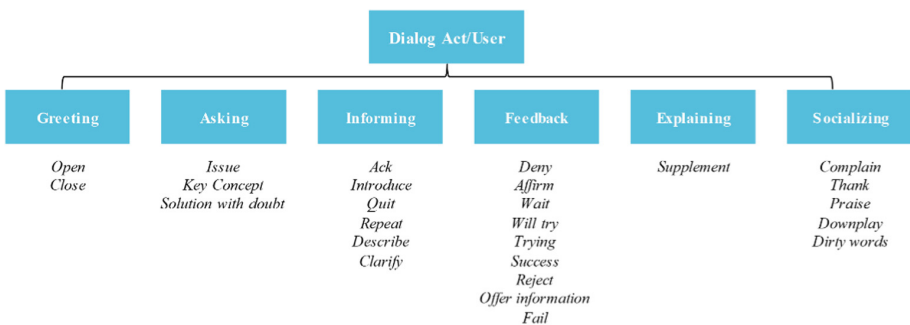 Dialog Act/User
Greeting
Open
Close
Asking
Issue
Key Concept
Solution with doubt
Informing
Ack
Introduce
Quit
Repeat
Describe
Clarify
Feedback
Deny
Affirm
Wait
Will try
Trying
Success
Reject
Offer information
Fail
Explaining
Supplement
Socializing
Complain
Thank
Praise
Downplay
Dirty words